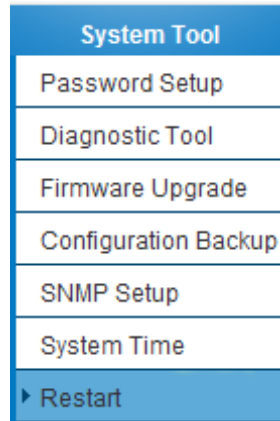 System Tool
Password Setup
Diagnostic Tool
Firmware Upgrade
Configuration Backup
SNMP Setup
System Time
Restart